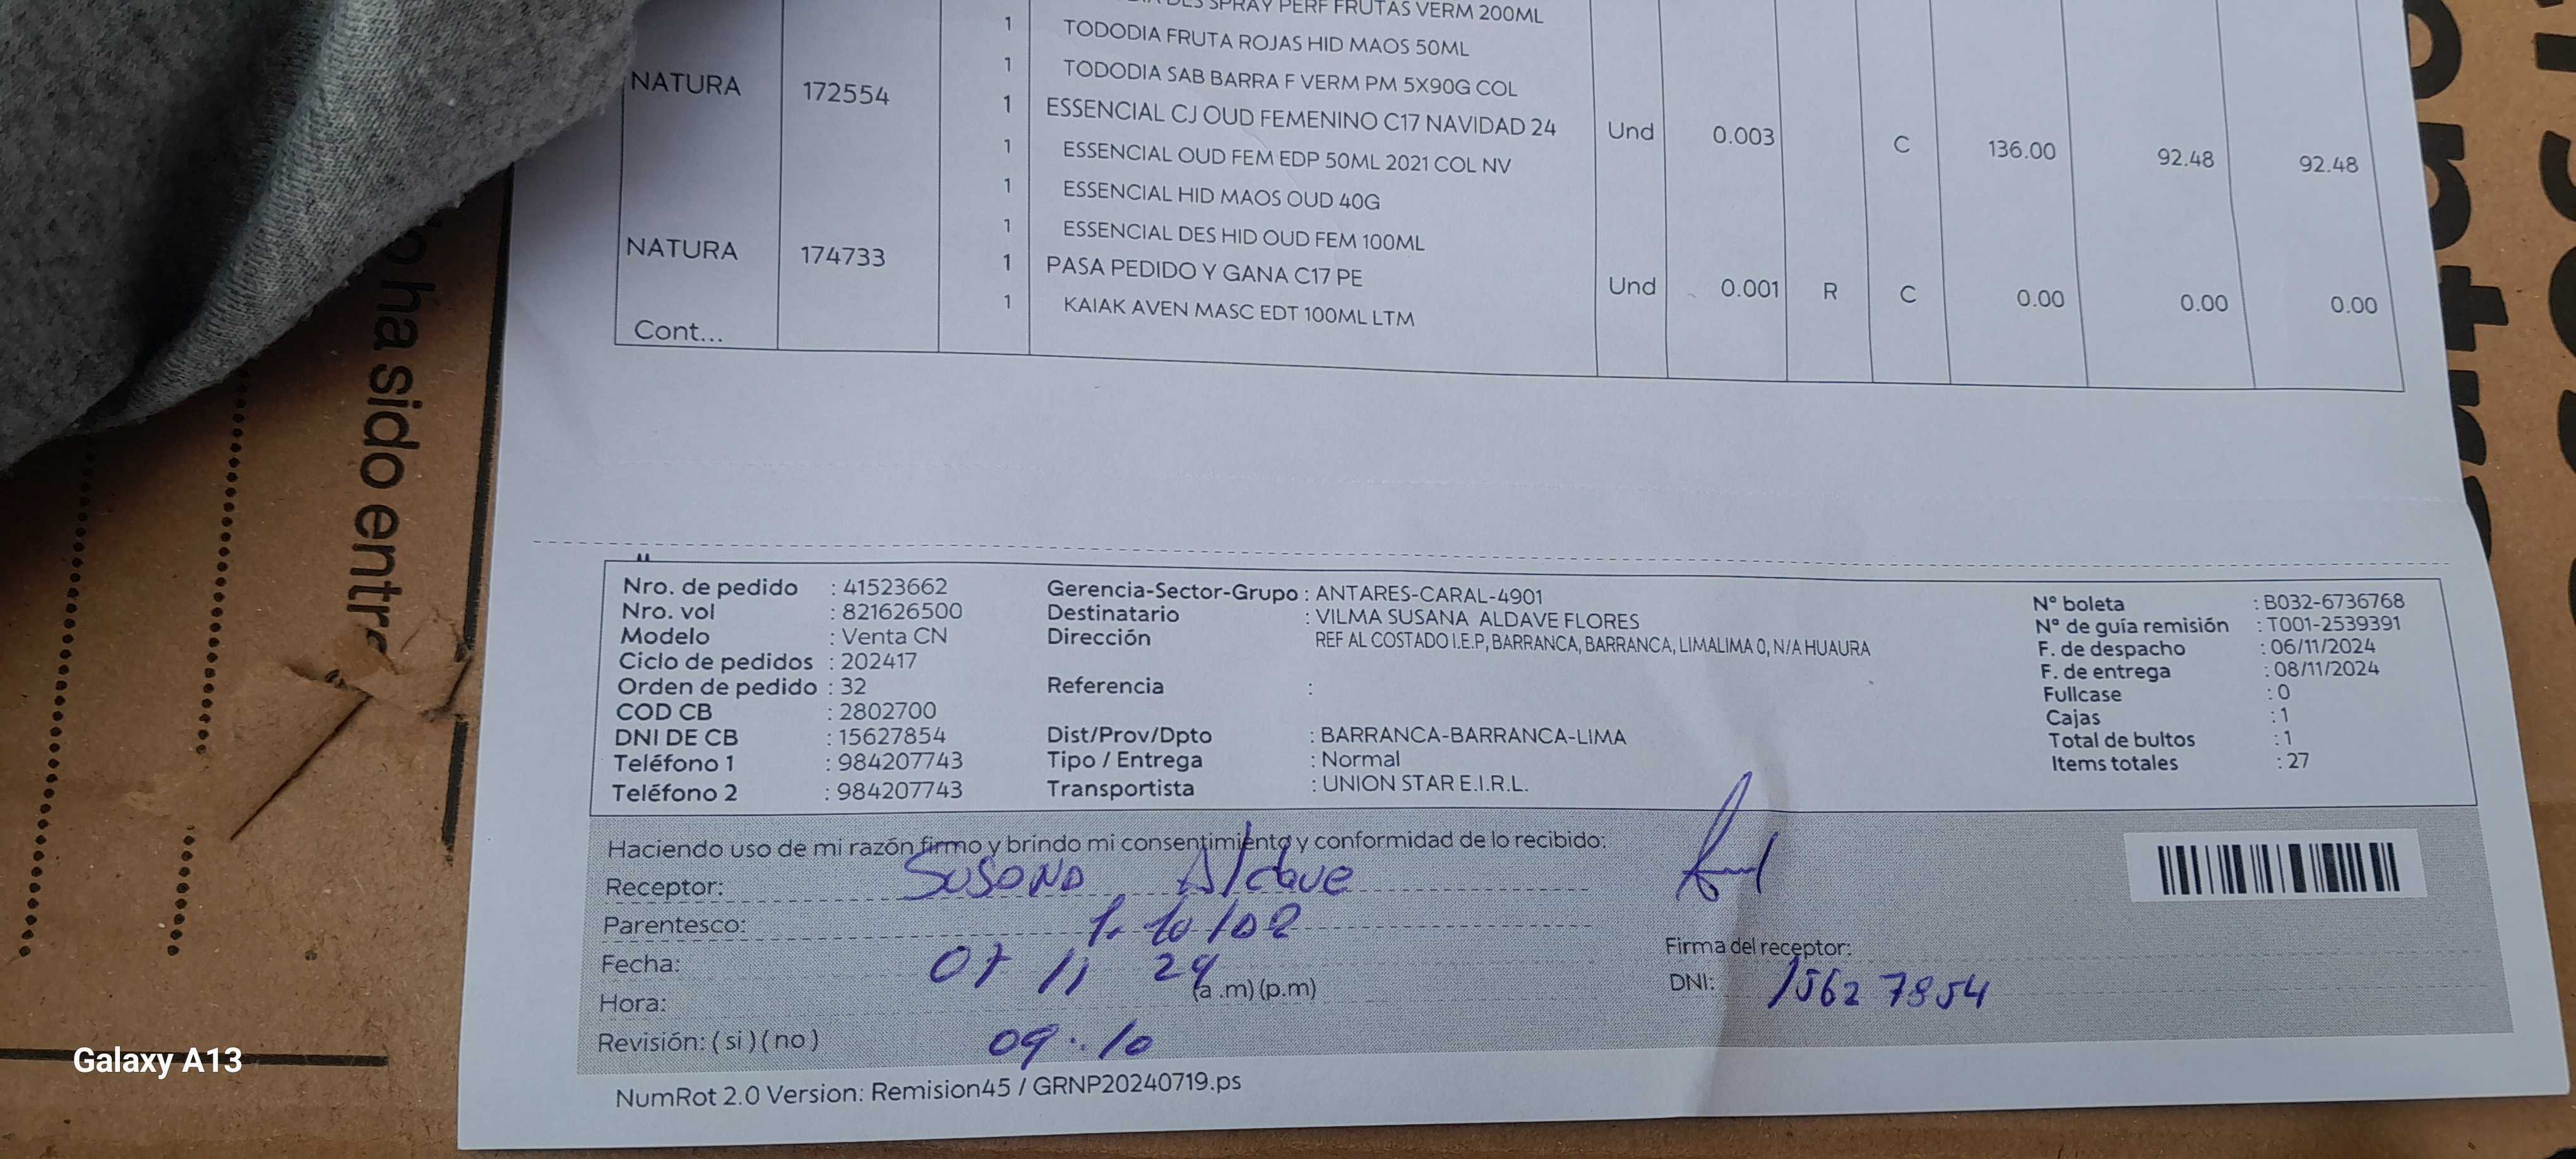 DES SPRAY PERF FRUTAS VERM 200ML
1 TODODIA FRUTA ROJAS HID MAOS 50ML
1 TODODIA SAB BARRA F VERM PM 5X90G COL
NATURA 172554 1 ESSENCIAL CJ OUD FEMENINO C17 NAVIDAD 24 Und 0.003 C 136.00 92.48 92.48
1 ESSENCIAL OUD FEM EDP 50ML 2021 COL NV
1 ESSENCIAL HID MAOS OUD 40G
1 ESSENCIAL DES HID OUD FEM 100ML
NATURA 174733 1 PASA PEDIDO Y GANA C17 PE Und 0.001 R C 0.00 0.00 0.00
1 KAIAK AVEN MASC EDT 100ML LTM
Cont...
ha sido entr
Nro. de pedido : 41523662
Nro. vol : 821626500
Modelo : Venta CN
Ciclo de pedidos : 202417
Orden de pedido : 32
COD CB : 2802700
DNI DE CB : 15627854
Teléfono 1 : 984207743
Teléfono 2 : 984207743
Gerencia-Sector-Grupo : ANTARES-CARAL-4901
Destinatario : VILMA SUSANA ALDAVE FLORES
Dirección REF AL COSTADO I.E.P, BARRANCA, BARRANCA, LIMALIMA 0, N/A HUAURA
Referencia :
Dist/Prov/Dpto : BARRANCA-BARRANCA-LIMA
Tipo / Entrega : Normal
Transportista : UNION STAR E.I.R.L.
N° boleta : B032-6736768
N° de guía remisión : T001-2539391
F. de despacho : 06/11/2024
F. de entrega : 08/11/2024
Fullcase : 0
Cajas : 1
Total de bultos : 1
Items totales : 27
Haciendo uso de mi razón firmo y brindo mi consentimiento y conformidad de lo recibido:
Receptor: Susana Aldave
Parentesco:
Fecha: 07 11 24
Hora: (a .m) (p.m)
Revisión: ( si ) ( no ) 09:10
Firma del receptor:
DNI: 15627854
NumRot 2.0 Version: Remision45 / GRNP20240719.ps
Galaxy A13